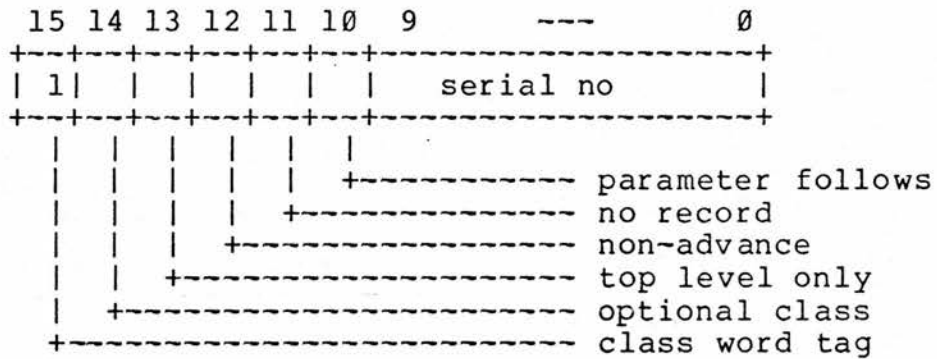 15 14 13 12 11 10 9 ~~~ 0
+~~+~~+~~+~~+~~+~~+~~~~~~~~~~~~~~~~~~~~+
| 1| | | | | | serial no |
+~~+~~+~~+~~+~~+~~+~~~~~~~~~~~~~~~~~~~~+
| | | | | |
| | | | | +~~~~~~~~~~~ parameter follows
| | | | +~~~~~~~~~~~~~~ no record
| | | +~~~~~~~~~~~~~~~~~ non~advance
| | +~~~~~~~~~~~~~~~~~~~~ top level only
| +~~~~~~~~~~~~~~~~~~~~~~~ optional class
+~~~~~~~~~~~~~~~~~~~~~~~~~~ class word tag